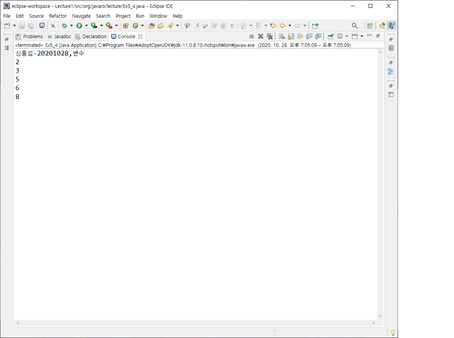 eclipse-workspace - Lecture1/src/org/javaro/lecture/Ex5_4.java - Eclipse IDE
File Edit Source Refactor Navigate Search Project Run Window Help
Problems Javadoc Declaration Console
<terminated> Ex5_4 [Java Application] C:#Program Files#AdoptOpenJDK#jdk-11.0.8.10-hotspot#bin#javaw.exe (2020. 10. 28. 오후 7:05:09 – 오후 7:05:09)
신흥섭-20201028,변수
2
3
5
6
8